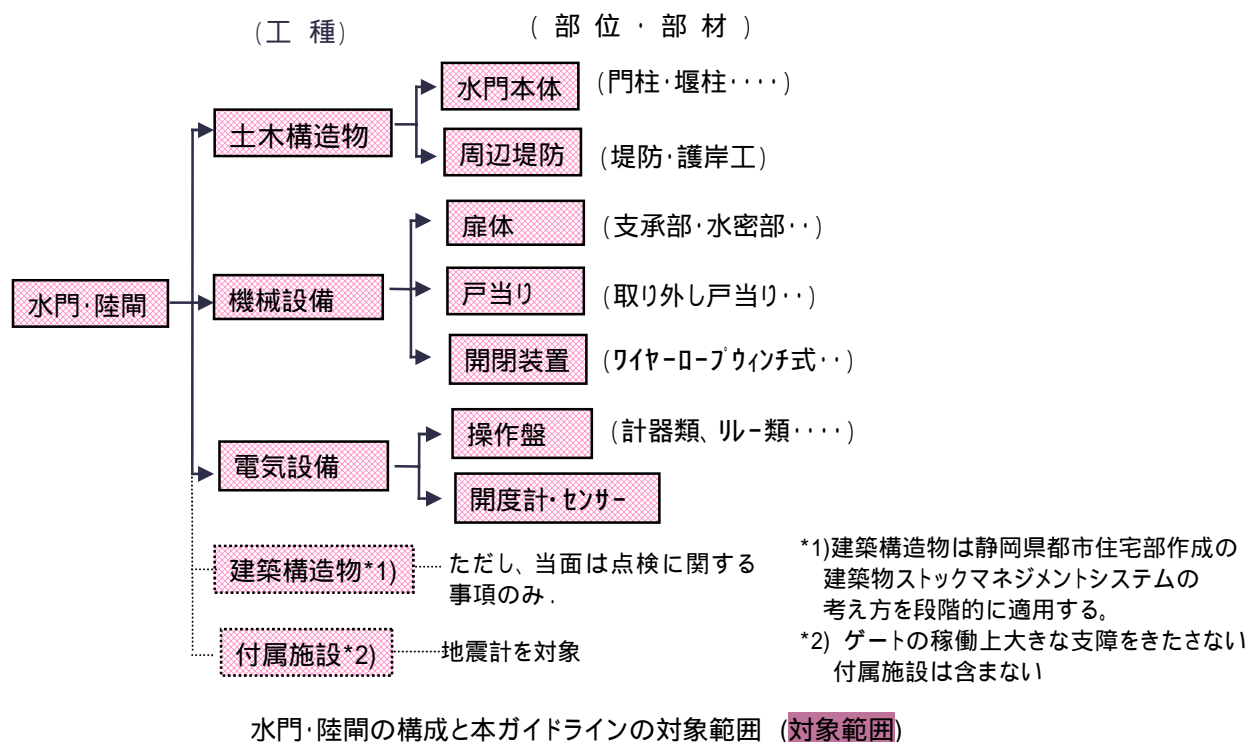 (工 種)
( 部 位 ・ 部 材 )
水門本体 (門柱・堰柱・・・・)
土木構造物
周辺堤防 (堤防・護岸工)
扉体 (支承部・水密部・・)
水門・陸閘
機械設備
戸当り (取り外し戸当り・・)
開閉装置 (ワイヤーロープウィンチ式・・)
操作盤 (計器類、リレー類・・・・)
電気設備
開度計・センサー
建築構造物*1)
ただし、当面は点検に関する
事項のみ.
付属施設*2)
地震計を対象
*1)建築構造物は静岡県都市住宅部作成の
建築物ストックマネジメントシステムの
考え方を段階的に適用する。
*2) ゲートの稼働上大きな支障をきたさない
付属施設は含まない
水門・陸閘の構成と本ガイドラインの対象範囲 (対象範囲)